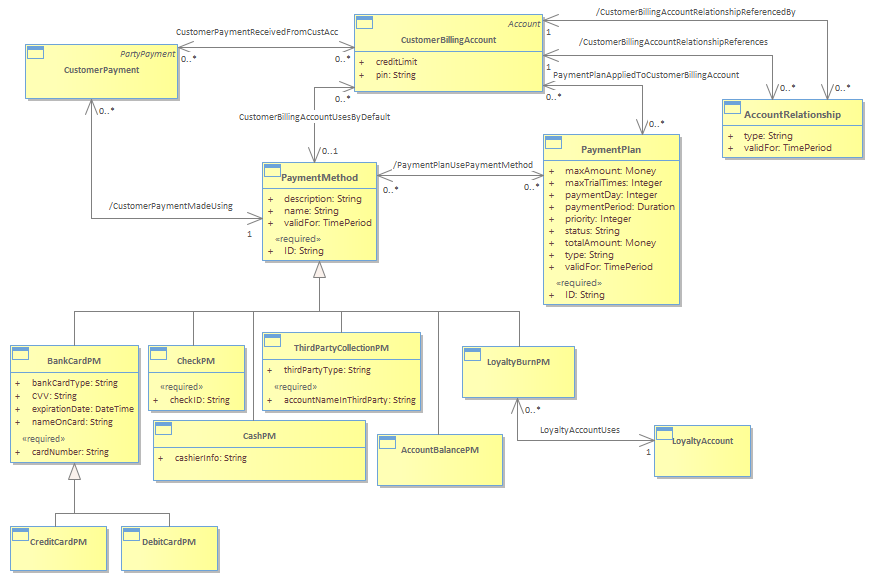 Account
CustomerBillingAccount
+ creditLimit
+ pin: String
PartyPayment
CustomerPayment
CustomerPaymentReceivedFromCustAcc
0..*
0..*
/CustomerBillingAccountRelationshipReferencedBy
1
0..*
/CustomerBillingAccountRelationshipReferences
1
0..*
PaymentPlanAppliedToCustomerBillingAccount
0..*
0..*
AccountRelationship
+ type: String
+ validFor: TimePeriod
0..*
CustomerBillingAccountUsesByDefault
0..1
0..*
/CustomerPaymentMadeUsing
1
PaymentMethod
+ description: String
+ name: String
+ validFor: TimePeriod
«required»
+ ID: String
/PaymentPlanUsePaymentMethod
0..*
0..*
PaymentPlan
+ maxAmount: Money
+ maxTrialTimes: Integer
+ paymentDay: Integer
+ paymentPeriod: Duration
+ priority: Integer
+ status: String
+ totalAmount: Money
+ type: String
+ validFor: TimePeriod
«required»
+ ID: String
BankCardPM
+ bankCardType: String
+ CVV: String
+ expirationDate: DateTime
+ nameOnCard: String
«required»
+ cardNumber: String
CheckPM
«required»
+ checkID: String
ThirdPartyCollectionPM
+ thirdPartyType: String
«required»
+ accountNameInThirdParty: String
LoyaltyBurnPM
0..*
LoyaltyAccountUses
1
LoyaltyAccount
CashPM
+ cashierInfo: String
AccountBalancePM
CreditCardPM
DebitCardPM